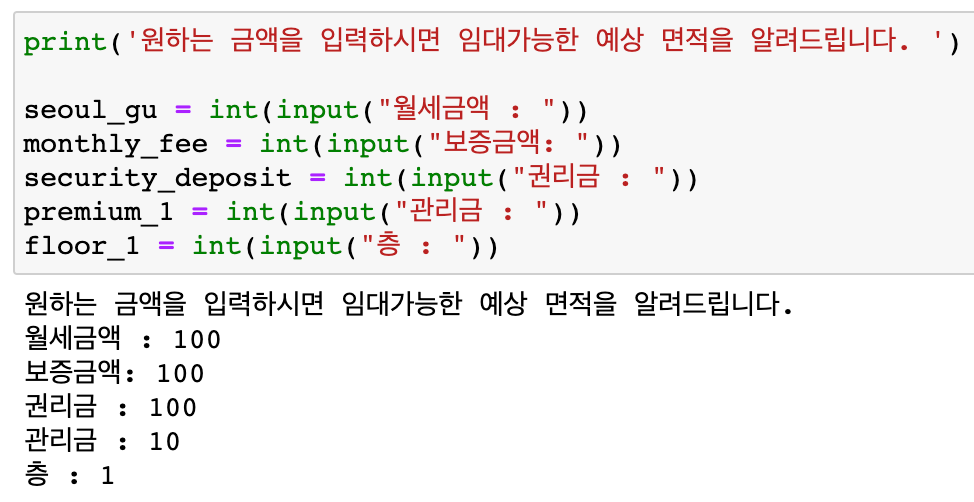 print('원하는 금액을 입력하시면 임대가능한 예상 면적을 알려드립니다. ')
seoul_gu = int(input("월세금액 : "))
monthly_fee = int(input("보증금액: "))
security_deposit = int(input("권리금 : "))
premium_1 = int(input("관리금 : "))
floor_1 = int(input("층 : "))
원하는 금액을 입력하시면 임대가능한 예상 면적을 알려드립니다.
월세금액 : 100
보증금액: 100
권리금 : 100
관리금 : 10
층 : 1